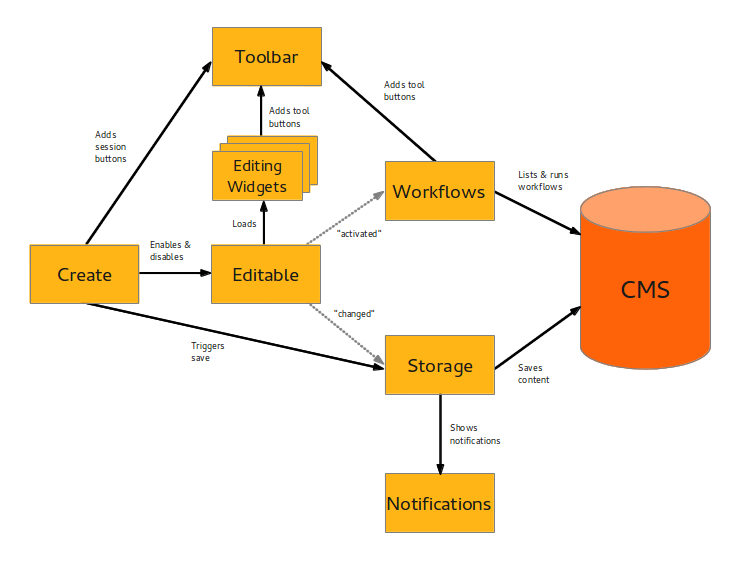 Toolbar
Adds tool
buttons
Adds tool
buttons
Adds
session
buttons
Editing
Widgets
Workflows
Lists & runs
workflows
Loads
"activated"
Enables &
disables
Create
Editable
CMS
"changed"
Triggers
save
Storage
Saves
content
Shows
notifications
Notifications